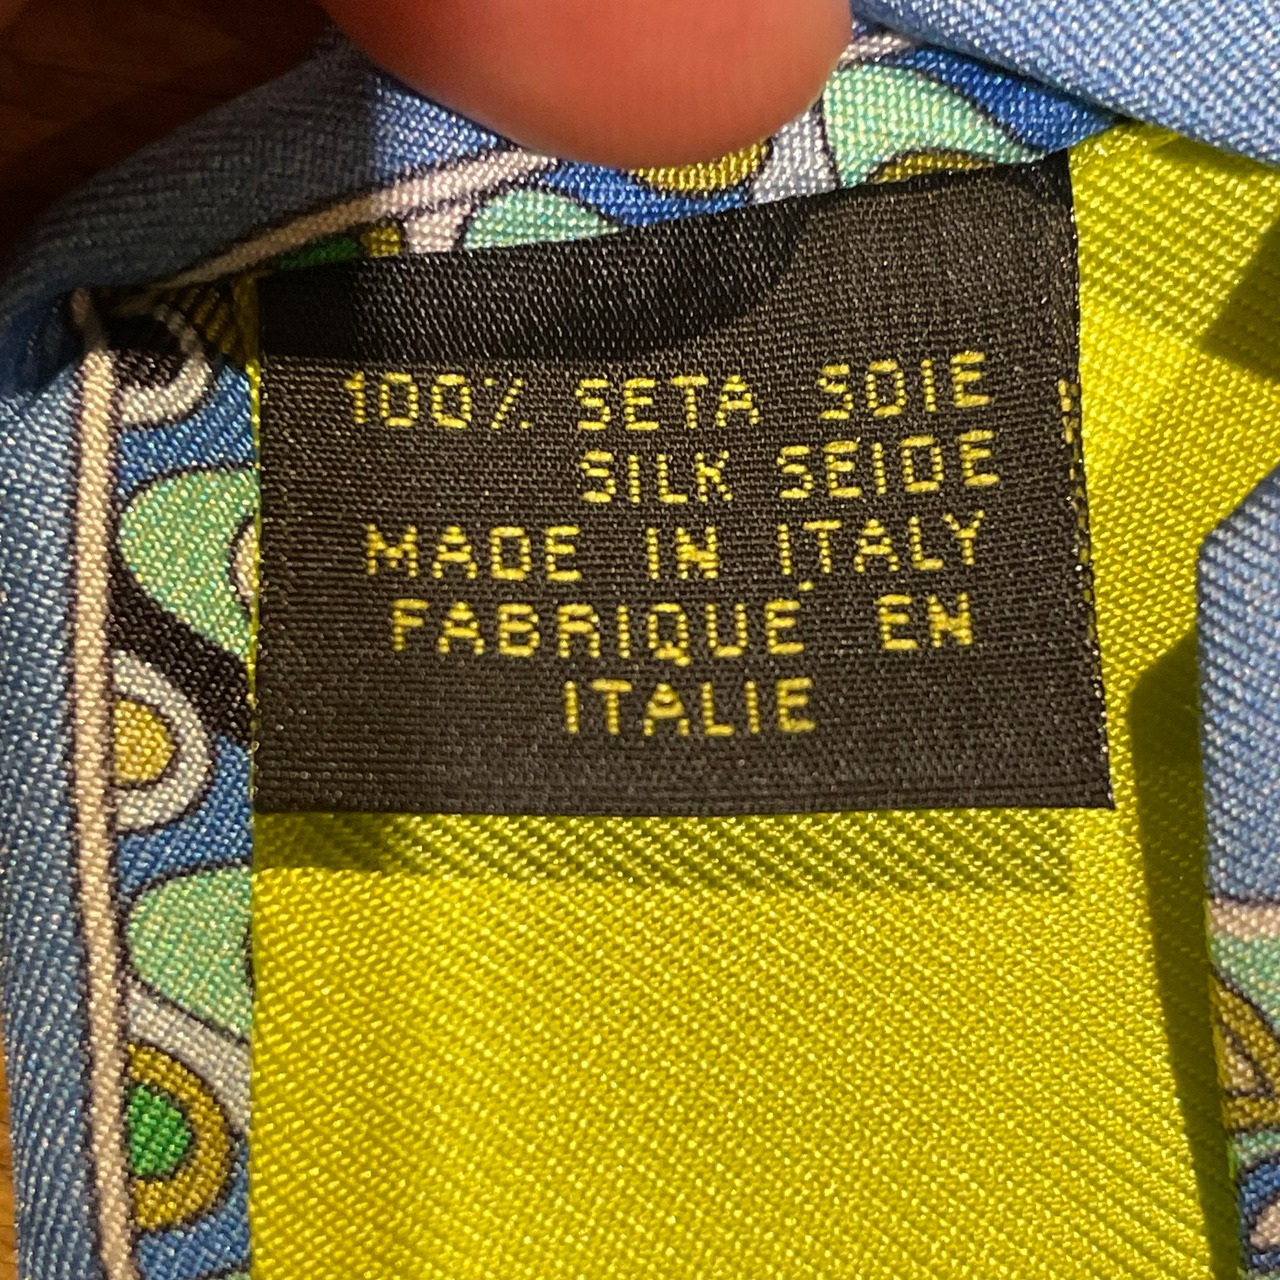 100% SETA SOIE
SILK SEIDE
MADE IN ITALY
FABRIQUE EN
ITALIE